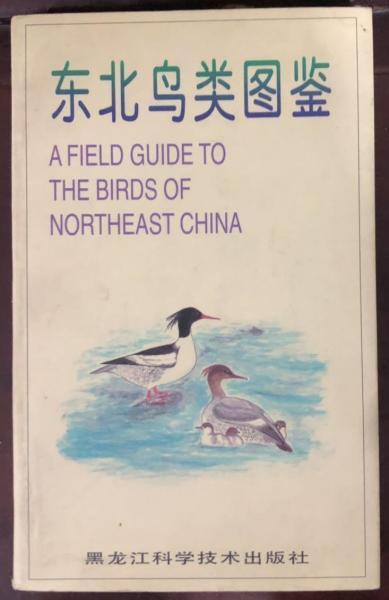 东北鸟类图鉴
A FIELD GUIDE TO
THE BIRDS OF
NORTHEAST CHINA
黑龙江科学技术出版社